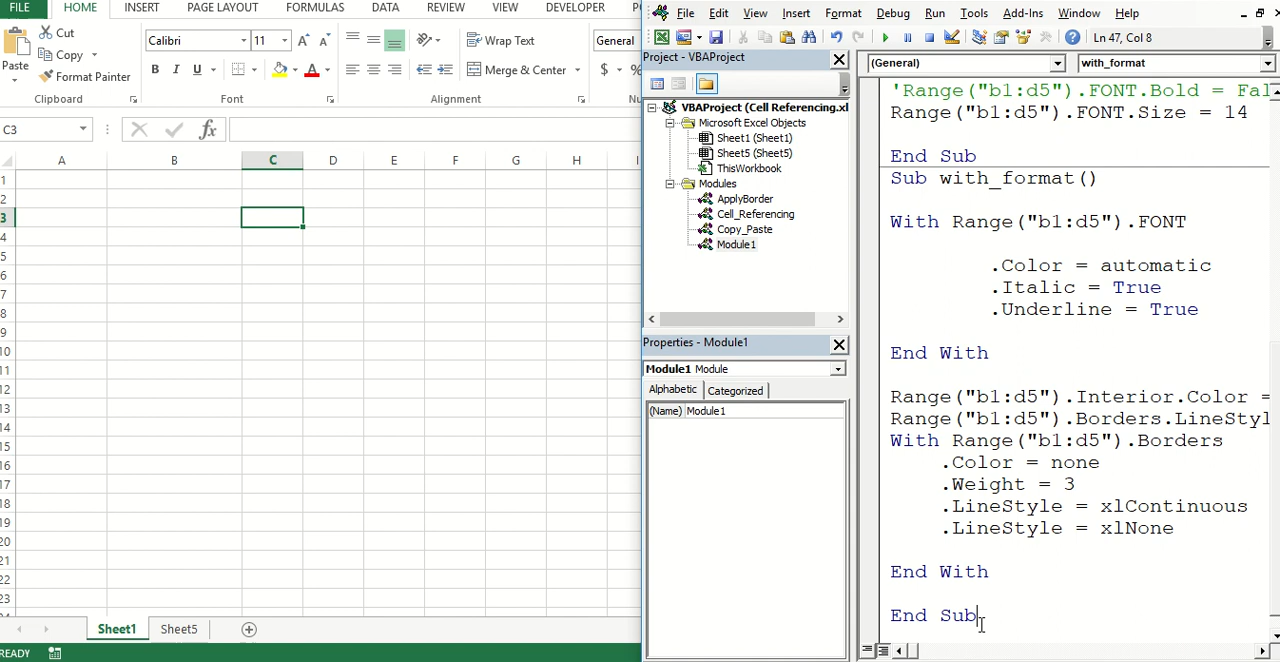 FILE HOME INSERT PAGE LAYOUT FORMULAS DATA REVIEW VIEW DEVELOPER
Paste
Cut
Copy
Format Painter
Clipboard
Calibri 11
B I U
Font
Wrap Text
Merge & Center
Alignment
General
$ %
C3
fx
A B C D E F G H
1
2
3
4
5
6
7
8
9
10
11
12
13
14
15
16
17
18
19
20
21
22
23
Sheet1 Sheet5
READY
File Edit View Insert Format Debug Run Tools Add-Ins Window Help
Ln 47, Col 8
Project - VBAProject
VBAProject (Cell Referencing.xl
Microsoft Excel Objects
Sheet1 (Sheet1)
Sheet5 (Sheet5)
ThisWorkbook
Modules
ApplyBorder
Cell_Referencing
Copy_Paste
Module1
Properties - Module1
Module1 Module
Alphabetic Categorized
(Name) Module1
(General) with_format
'Range("b1:d5").FONT.Bold = Fal
Range("b1:d5").FONT.Size = 14
End Sub
Sub with_format()
With Range("b1:d5").FONT
.Color = automatic
.Italic = True
.Underline = True
End With
Range("b1:d5").Interior.Color =
Range("b1:d5").Borders.LineStyl
With Range("b1:d5").Borders
.Color = none
.Weight = 3
.LineStyle = xlContinuous
.LineStyle = xlNone
End With
End Sub